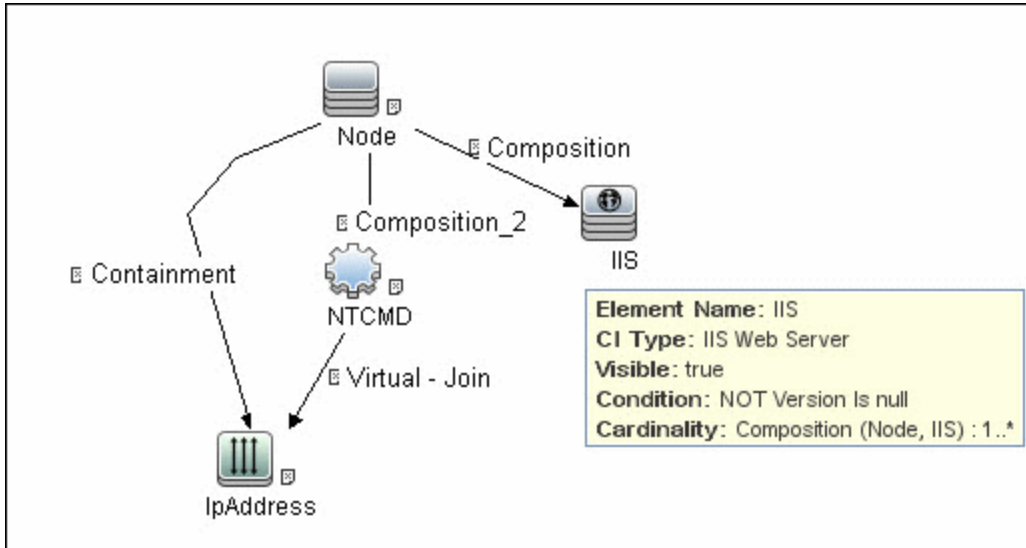 Node
Composition
Composition_2
IIS
Containment
NTCMD
Element Name: IIS
CI Type: IIS Web Server
Visible: true
Condition: NOT Version Is null
Cardinality: Composition (Node, IIS) : 1..*
Virtual - Join
IpAddress